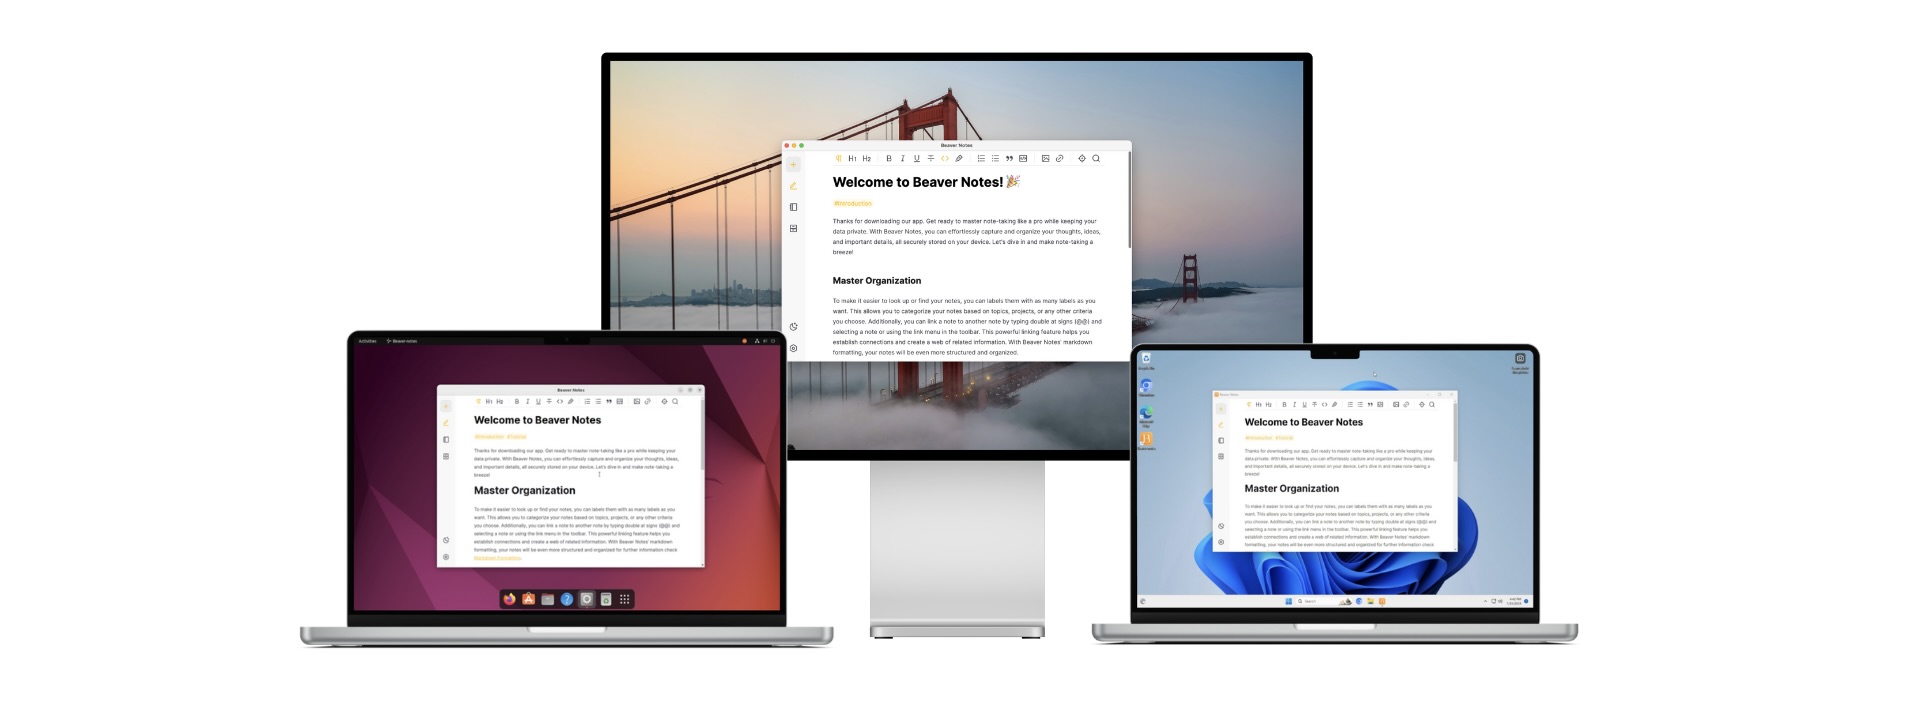 Beaver Notes
H1 H2 B I U
Welcome to Beaver Notes! 🎉
#Introduction
Thanks for downloading our app. Get ready to master note-taking like a pro while keeping your
data private. With Beaver Notes, you can effortlessly capture and organize your thoughts, ideas,
and important details, all securely stored on your device. Let's dive in and make note-taking a
breeze!
Master Organization
To make it easier to look up or find your notes, you can labels them with as many labels as you
want. This allows you to categorize your notes based on topics, projects, or any other criteria
you choose. Additionally, you can link a note to another note by typing double at signs (@@) and
selecting a note or using the link menu in the toolbar. This powerful linking feature helps you
establish connections and create a web of related information. With Beaver Notes' markdown
formatting, your notes will be even more structured and organized.
Activities Beaver-notes
Beaver Notes
H1 H2 B I U
Welcome to Beaver Notes
#Introduction #Tutorial
Thanks for downloading our app. Get ready to master note-taking like a pro while keeping your
data private. With Beaver Notes, you can effortlessly capture and organize your thoughts, ideas,
and important details, all securely stored on your device. Let's dive in and make note-taking a
breeze!
Master Organization
To make it easier to look up or find your notes, you can labels them with as many labels as you
want. This allows you to categorize your notes based on topics, projects, or any other criteria
you choose. Additionally, you can link a note to another note by typing double at signs (@@) and
selecting a note or using the link menu in the toolbar. This powerful linking feature helps you
establish connections and create a web of related information. With Beaver Notes' markdown
formatting, your notes will be even more structured and organized for further information check
Markdown Formatting.
Beaver Notes
H1 H2 B I U
Welcome to Beaver Notes
#Introduction #Tutorial
Thanks for downloading our app. Get ready to master note-taking like a pro while keeping your
data private. With Beaver Notes, you can effortlessly capture and organize your thoughts, ideas,
and important details, all securely stored on your device. Let's dive in and make note-taking a
breeze!
Master Organization
To make it easier to look up or find your notes, you can labels them with as many labels as you
want. This allows you to categorize your notes based on topics, projects, or any other criteria
you choose. Additionally, you can link a note to another note by typing double at signs (@@) and
selecting a note or using the link menu in the toolbar. This powerful linking feature helps you
establish connections and create a web of related information. With Beaver Notes' markdown
formatting, your notes will be even more structured and organized for further information check
Search